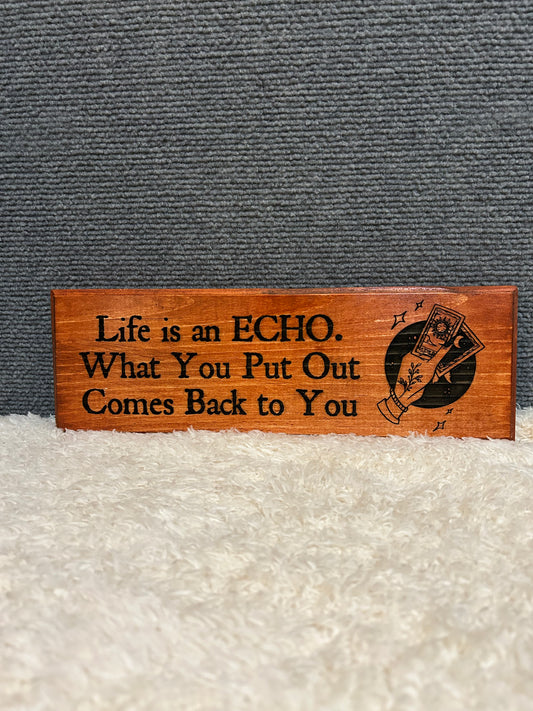 Life is an ECHO.
What You Put Out
Comes Back to You